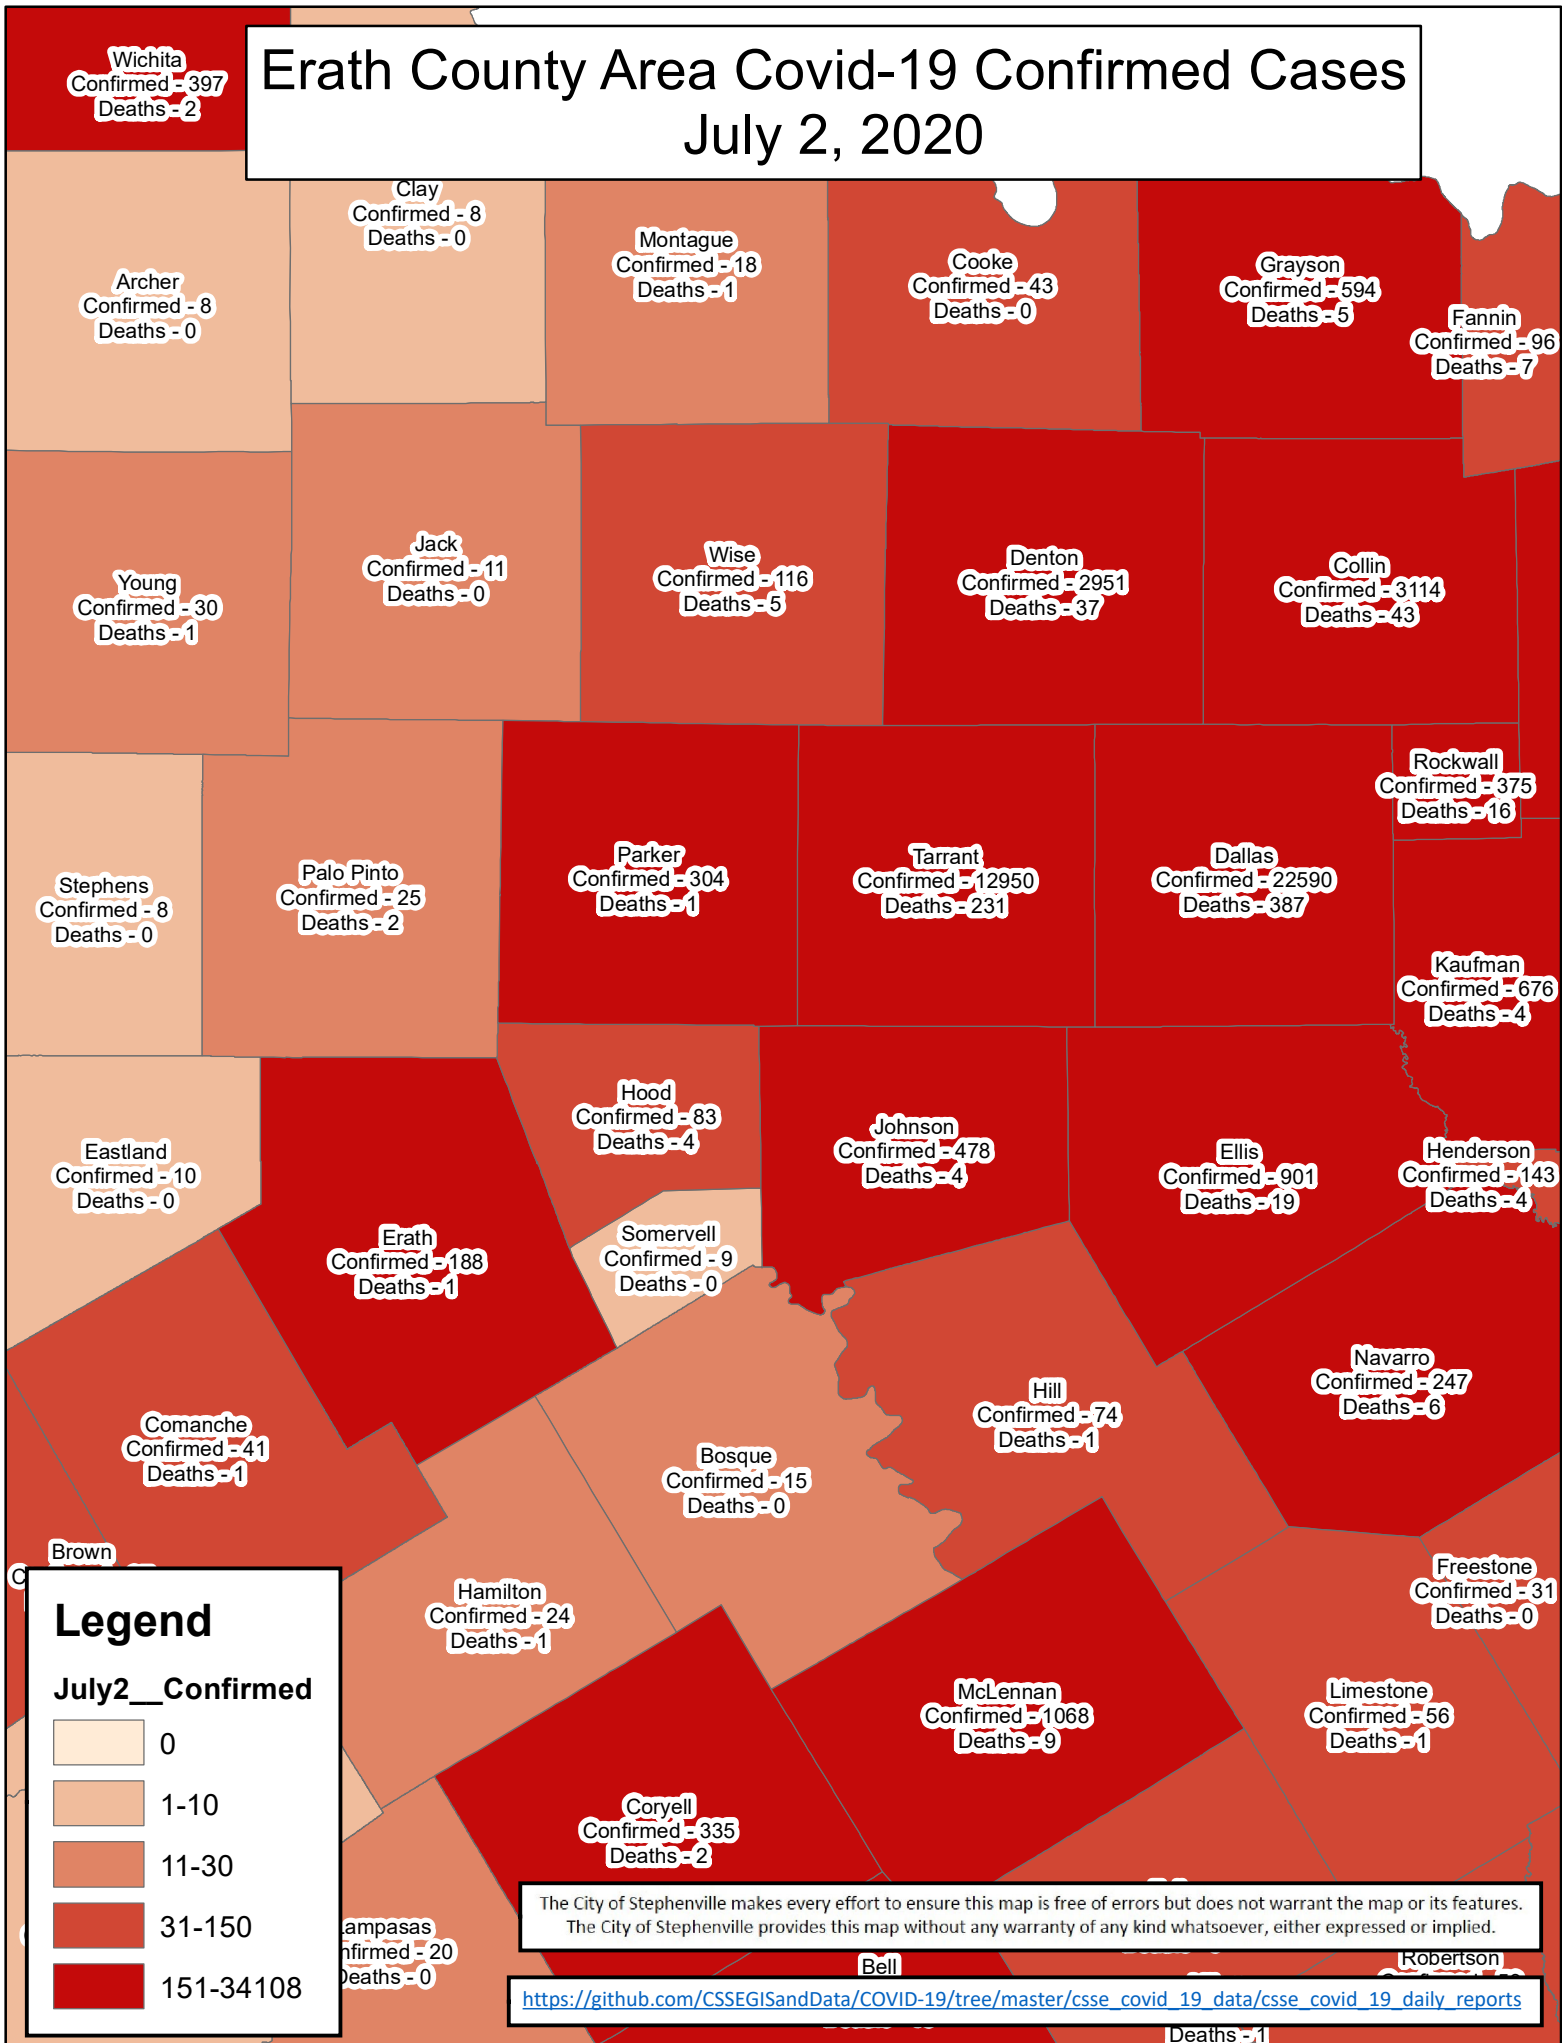 Erath County Area Covid-19 Confirmed Cases
July 2, 2020
Wichita
Confirmed - 397
Deaths - 2
Clay
Confirmed - 8
Deaths - 0
Montague
Confirmed - 18
Deaths - 1
Cooke
Confirmed - 43
Deaths - 0
Grayson
Confirmed - 594
Deaths - 5
Fannin
Confirmed - 96
Deaths - 7
Archer
Confirmed - 8
Deaths - 0
Young
Confirmed - 30
Deaths - 1
Jack
Confirmed - 11
Deaths - 0
Wise
Confirmed - 116
Deaths - 5
Denton
Confirmed - 2951
Deaths - 37
Collin
Confirmed - 3114
Deaths - 43
Rockwall
Confirmed - 375
Deaths - 16
Stephens
Confirmed - 8
Deaths - 0
Palo Pinto
Confirmed - 25
Deaths - 2
Parker
Confirmed - 304
Deaths - 1
Tarrant
Confirmed - 12950
Deaths - 231
Dallas
Confirmed - 22590
Deaths - 387
Kaufman
Confirmed - 676
Deaths - 4
Eastland
Confirmed - 10
Deaths - 0
Erath
Confirmed - 188
Deaths - 1
Hood
Confirmed - 83
Deaths - 4
Somervell
Confirmed - 9
Deaths - 0
Johnson
Confirmed - 478
Deaths - 4
Ellis
Confirmed - 901
Deaths - 19
Henderson
Confirmed - 143
Deaths - 4
Comanche
Confirmed - 41
Deaths - 1
Bosque
Confirmed - 15
Deaths - 0
Hill
Confirmed - 74
Deaths - 1
Navarro
Confirmed - 247
Deaths - 6
Brown
Hamilton
Confirmed - 24
Deaths - 1
Freestone
Confirmed - 31
Deaths - 0
McLennan
Confirmed - 1068
Deaths - 9
Limestone
Confirmed - 56
Deaths - 1
Coryell
Confirmed - 335
Deaths - 2
Lampasas
nfirmed - 20
Deaths - 0
Bell
Robertson
Deaths - 1
Legend
July2__Confirmed
0
1-10
11-30
31-150
151-34108
The City of Stephenville makes every effort to ensure this map is free of errors but does not warrant the map or its features.
The City of Stephenville provides this map without any warranty of any kind whatsoever, either expressed or implied.
https://github.com/CSSEGISandData/COVID-19/tree/master/csse_covid_19_data/csse_covid_19_daily_reports